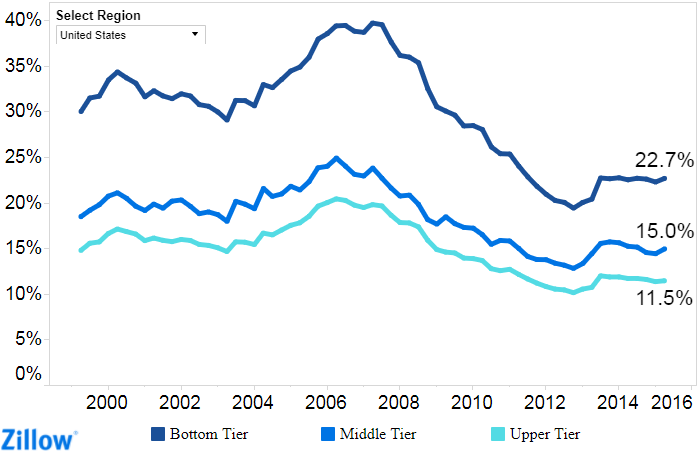 40%
Select Region
United States
35%
30%
25%
22.7%
20%
15.0%
15%
10%
11.5%
5%
0%
2000 2002 2004 2006 2008 2010 2012 2014 2016
Zillow®
Bottom Tier Middle Tier Upper Tier